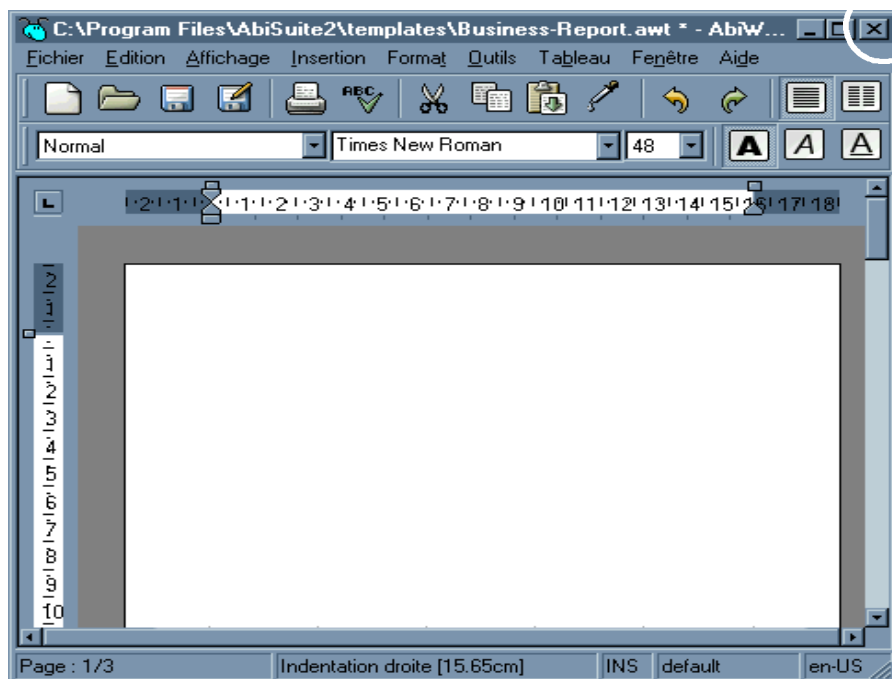 C:\Program Files\AbiSuite2\templates\Business-Report.awt * - AbiW...
Fichier Edition Affichage Insertion Format Outils Tableau Fenêtre Aide
ABC
Normal Times New Roman 48 A A A
L 2 1 1 2 3 4 5 6 7 8 9 10 11 12 13 14 15 16 17 18
2
1
1
2
3
4
5
6
7
8
9
10
Page : 1/3 Indentation droite [15.65cm] INS default en-US